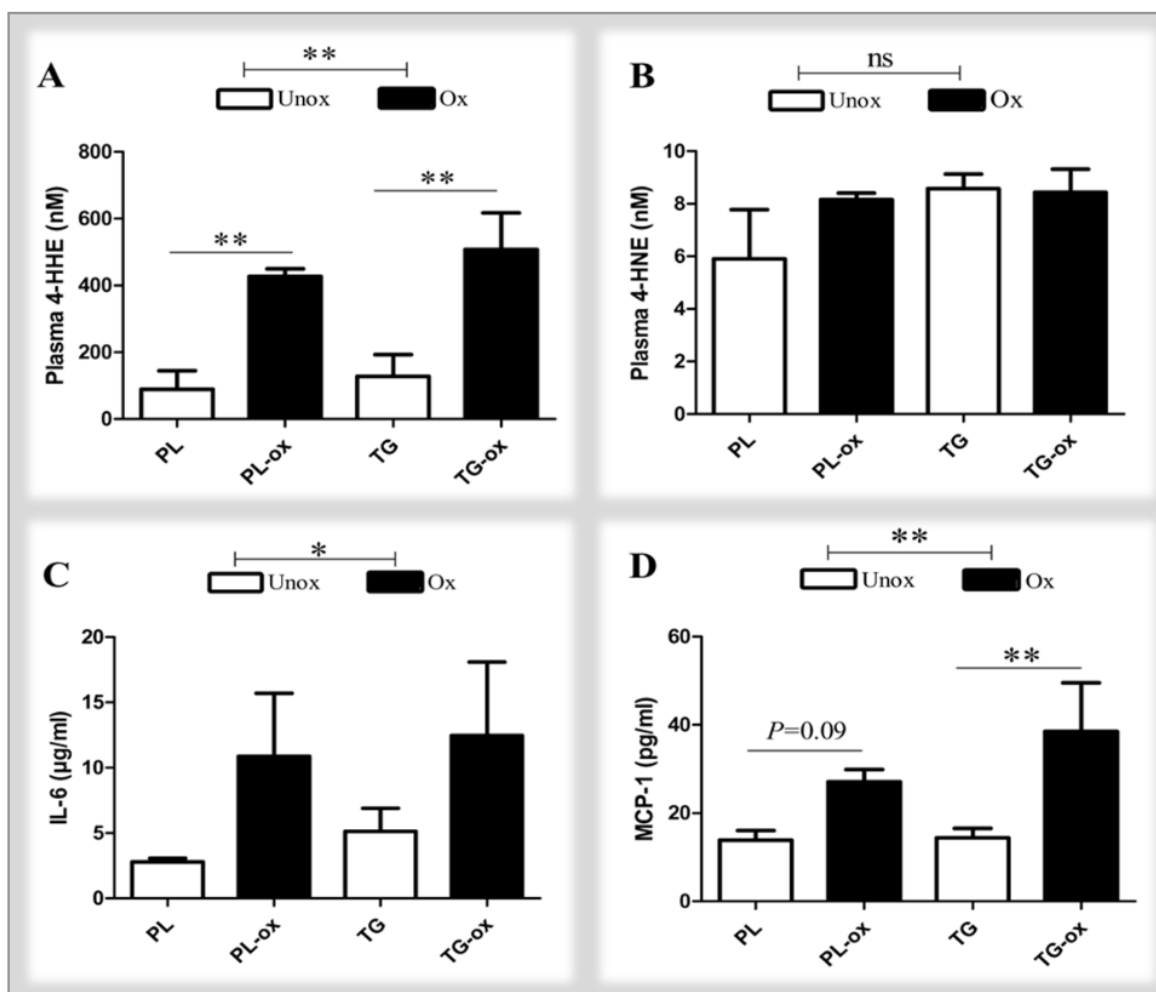 A
**
Unox Ox
Plasma 4-HHE (nM)
800
600
400
200
0
**
**
PL
PL-ox
TG
TG-ox
B
ns
Unox Ox
Plasma 4-HNE (nM)
10
8
6
4
2
0
PL
PL-ox
TG
TG-ox
C
*
Unox Ox
IL-6 (µg/ml)
20
15
10
5
0
PL
PL-ox
TG
TG-ox
D
**
Unox Ox
MCP-1 (pg/ml)
60
40
20
0
P=0.09
**
PL
PL-ox
TG
TG-ox